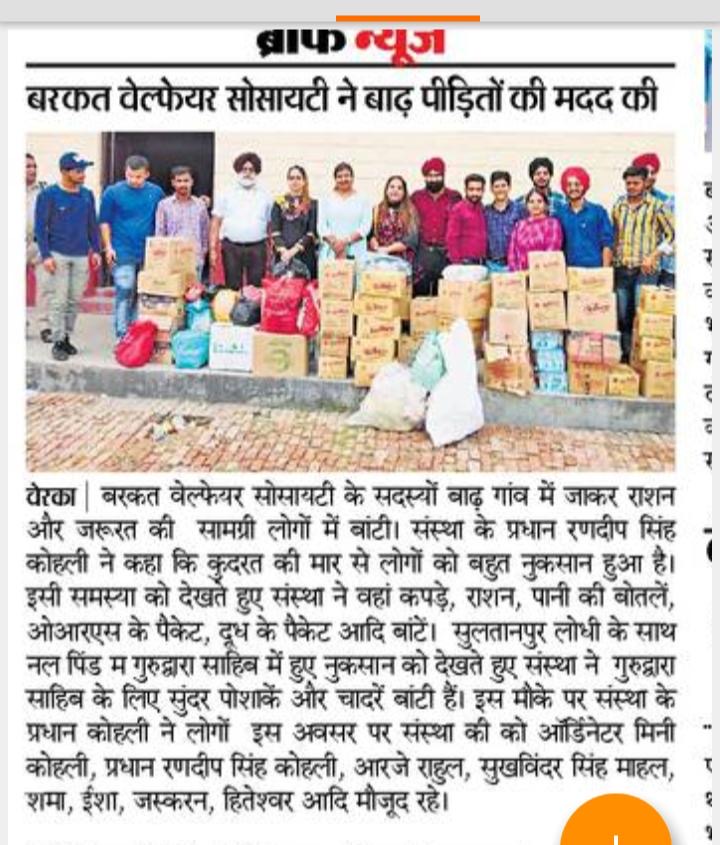 ब्रीफ न्यूज
बरकत वेल्फेयर सोसायटी ने बाढ़ पीड़ितों की मदद की
वेरका | बरकत वेल्फेयर सोसायटी के सदस्यों बाढ़ गांव में जाकर राशन
और जरूरत की सामग्री लोगों में बांटी। संस्था के प्रधान रणदीप सिंह
कोहली ने कहा कि कुदरत की मार से लोगों को बहुत नुकसान हुआ है।
इसी समस्या को देखते हुए संस्था ने वहां कपड़े, राशन, पानी की बोतलें,
ओआरएस के पैकेट, दूध के पैकेट आदि बांटें। सुलतानपुर लोधी के साथ
नल पिंड म गुरुद्वारा साहिब में हुए नुकसान को देखते हुए संस्था ने गुरुद्वारा
साहिब के लिए सुंदर पोशाकें और चादरें बांटी हैं। इस मौके पर संस्था के
प्रधान कोहली ने लोगों इस अवसर पर संस्था की को ऑर्डिनेटर मिनी
कोहली, प्रधान रणदीप सिंह कोहली, आरजे राहुल, सुखविंदर सिंह माहल,
शमा, ईशा, जस्करन, हितेश्वर आदि मौजूद रहे।